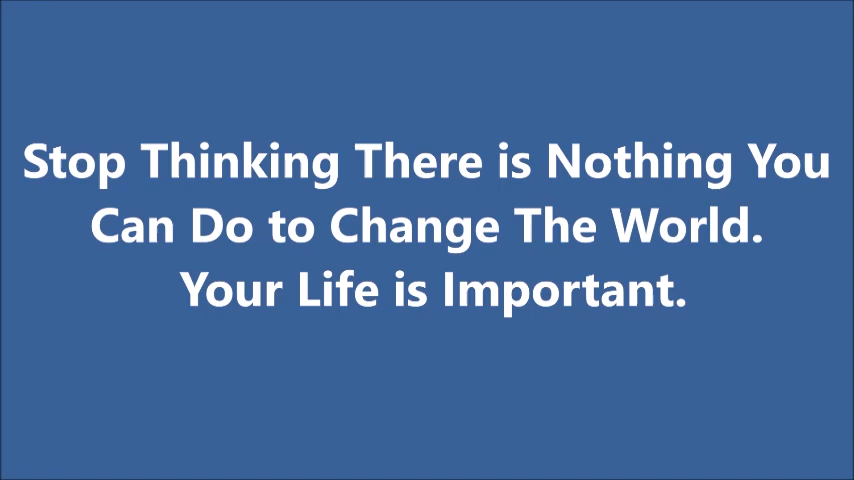 Stop Thinking There is Nothing You
Can Do to Change The World.
Your Life is Important.